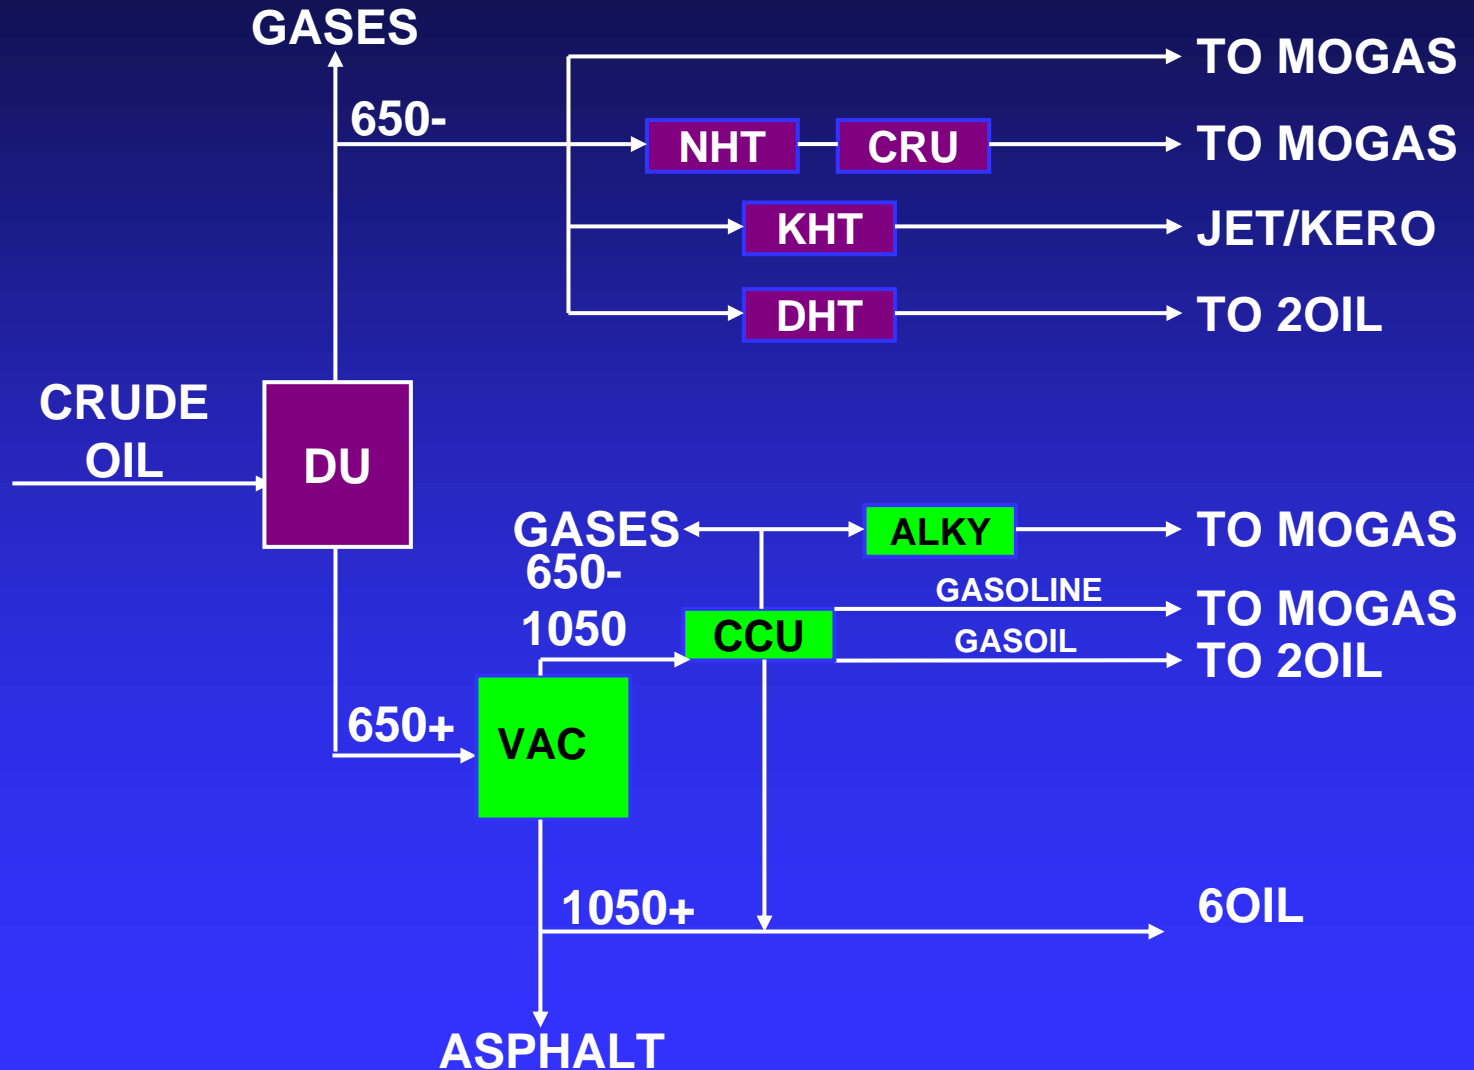 GASES
650-
TO MOGAS
NHT
CRU
TO MOGAS
KHT
JET/KERO
DHT
TO 2OIL
CRUDE
OIL
DU
GASES
ALKY
TO MOGAS
650-
1050
CCU
GASOLINE
TO MOGAS
GASOIL
TO 2OIL
650+
VAC
1050+
6OIL
ASPHALT